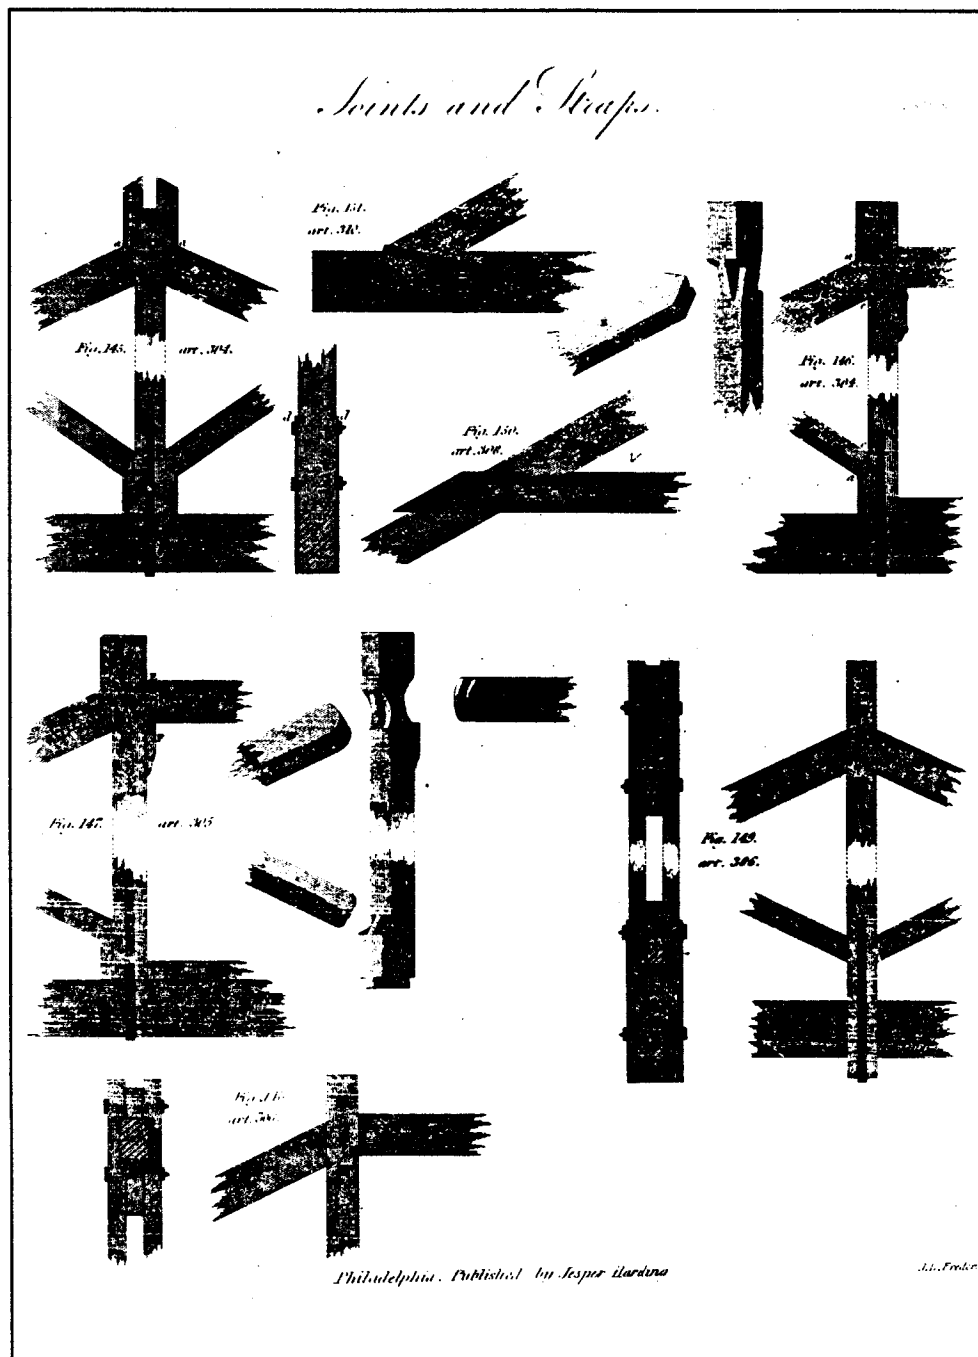 Joints and Straps.
Fig. 151.
art. 312.
a
Fig. 145. art. 304.
Fig. 146.
art. 304.
a
d d
Fig. 150.
art. 308.
a
Fig. 147. art. 305
Fig. 149.
art. 306.
Philadelphia. Published by Jesper Harding